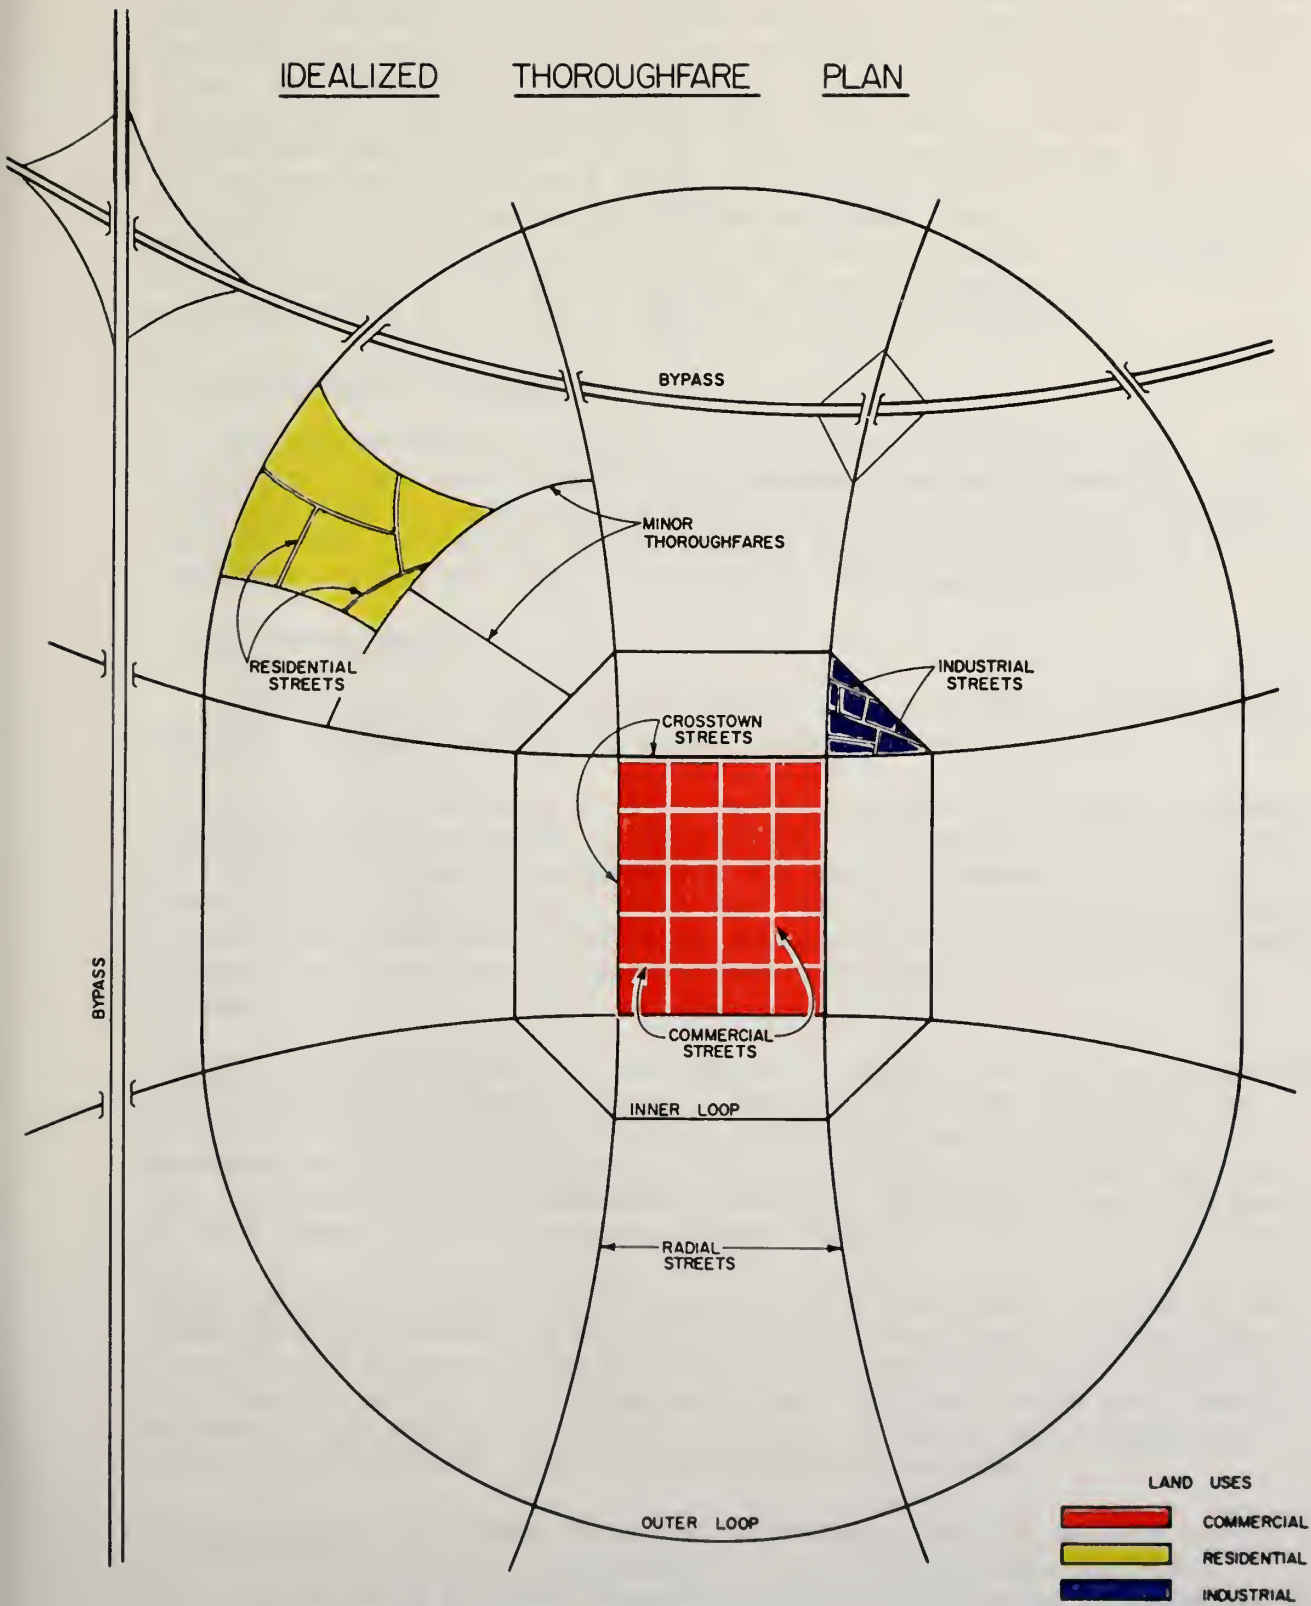 IDEALIZED THOROUGHFARE PLAN
BYPASS
MINOR
THOROUGHFARES
RESIDENTIAL
STREETS
INDUSTRIAL
STREETS
CROSSTOWN
STREETS
BYPASS
COMMERCIAL
STREETS
INNER LOOP
RADIAL
STREETS
OUTER LOOP
LAND USES
COMMERCIAL
RESIDENTIAL
INDUSTRIAL